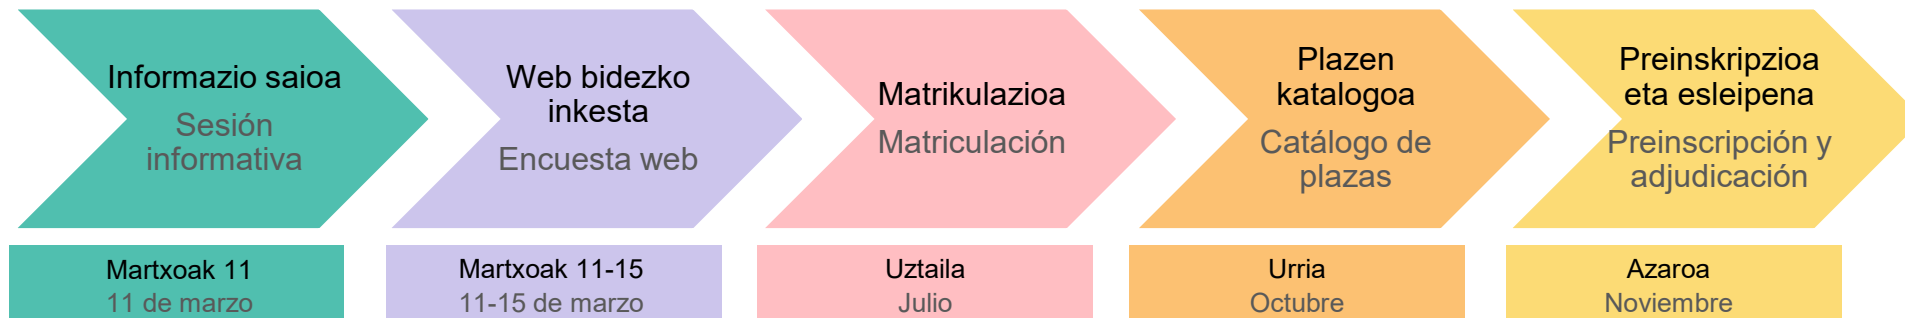 Informazio saioa
Sesión
informativa
Web bidezko
inkesta
Encuesta web
Matrikulazioa
Matriculación
Plazen
katalogoa
Catálogo de
plazas
Preinskripzioa
eta esleipena
Preinscripción y
adjudicación
Martxoak 11
11 de marzo
Martxoak 11-15
11-15 de marzo
Uztaila
Julio
Urria
Octubre
Azaroa
Noviembre